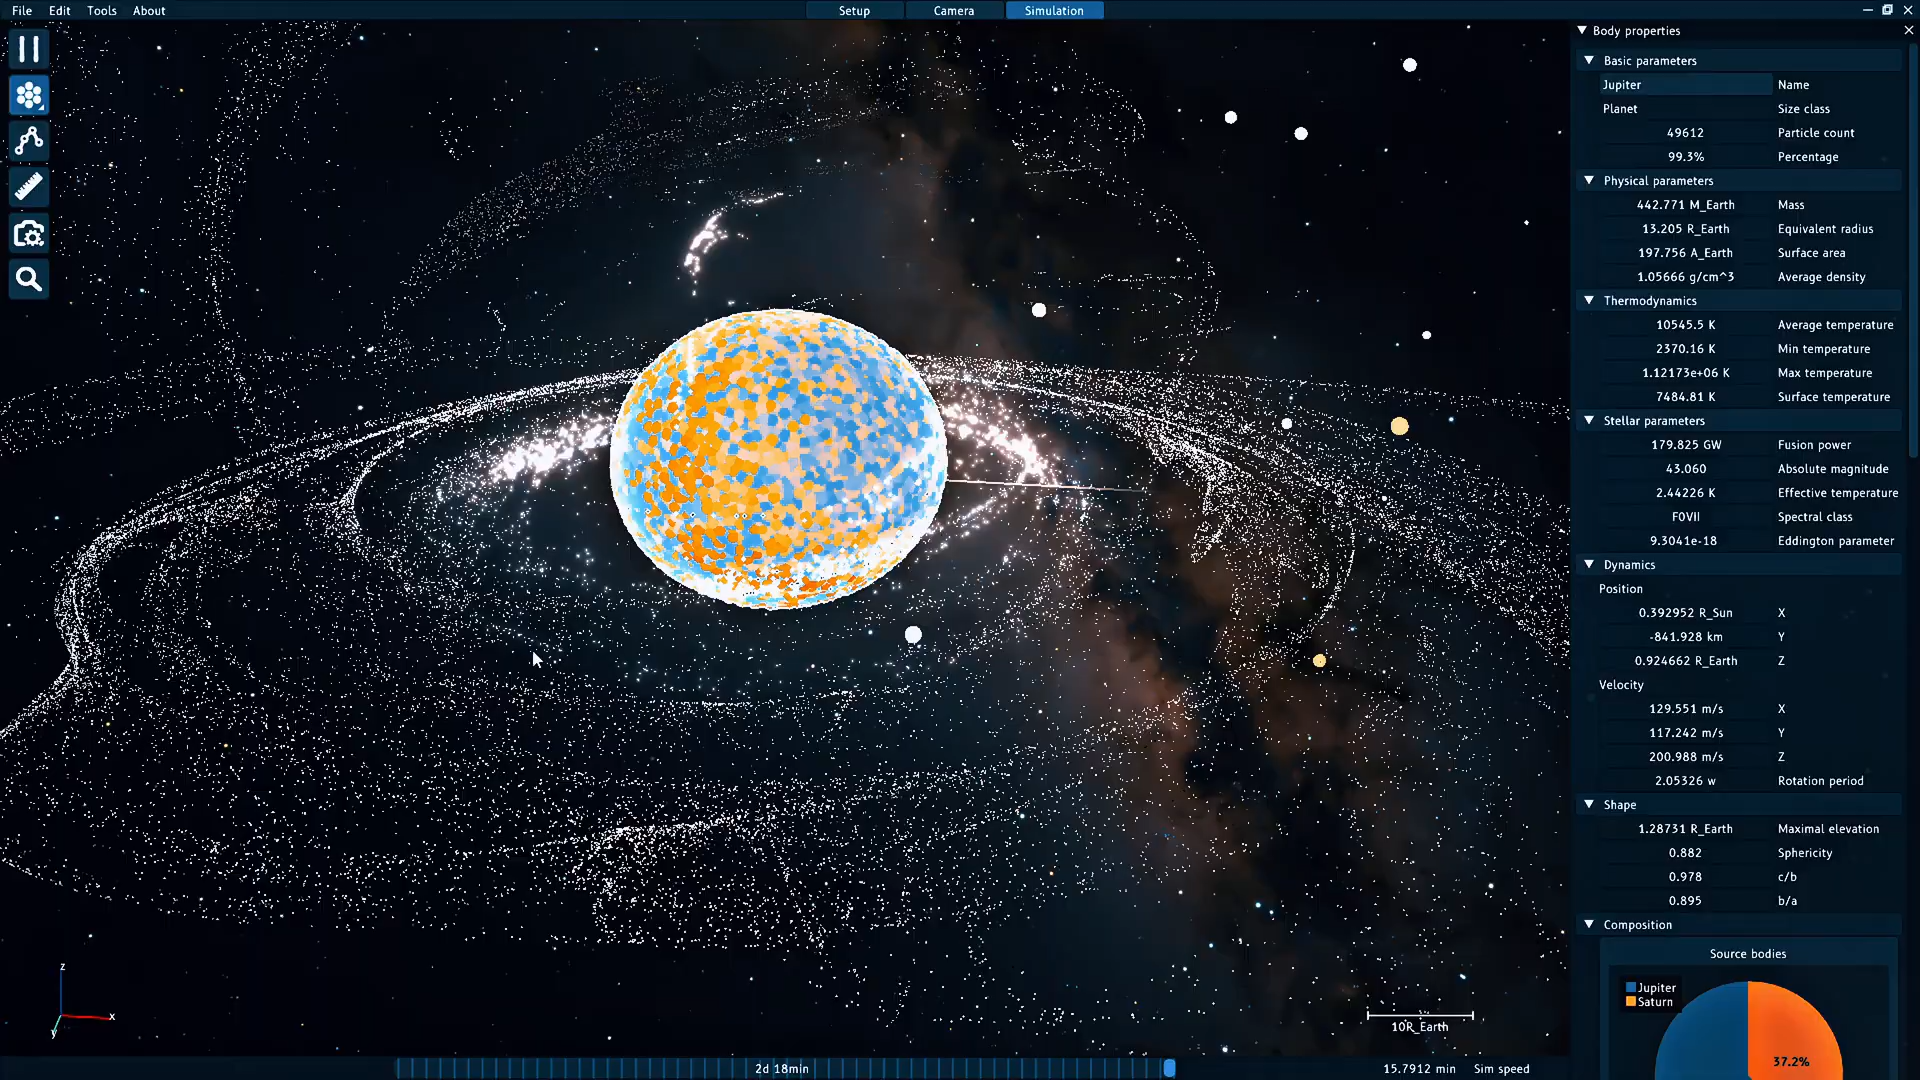 File Edit Tools About Setup Camera Simulation
Body properties
Basic parameters
Jupiter Name
Planet Size class
49612 Particle count
99.3% Percentage
Physical parameters
442.771 M_Earth Mass
13.205 R_Earth Equivalent radius
197.756 A_Earth Surface area
1.05666 g/cm^3 Average density
Thermodynamics
10545.5 K Average temperature
2370.16 K Min temperature
1.12173e+06 K Max temperature
7484.81 K Surface temperature
Stellar parameters
179.825 GW Fusion power
43.060 Absolute magnitude
2.44226 K Effective temperature
F0VII Spectral class
9.3041e-18 Eddington parameter
Dynamics
Position
0.392952 R_Sun X
-841.928 km Y
0.924662 R_Earth Z
Velocity
129.551 m/s X
117.242 m/s Y
200.988 m/s Z
2.05326 w Rotation period
Shape
1.28731 R_Earth Maximal elevation
0.882 Sphericity
0.978 c/b
0.895 b/a
Composition
Source bodies
Jupiter
Saturn
37.2%
z
x
y
10R_Earth
2d 18min
15.7912 min Sim speed